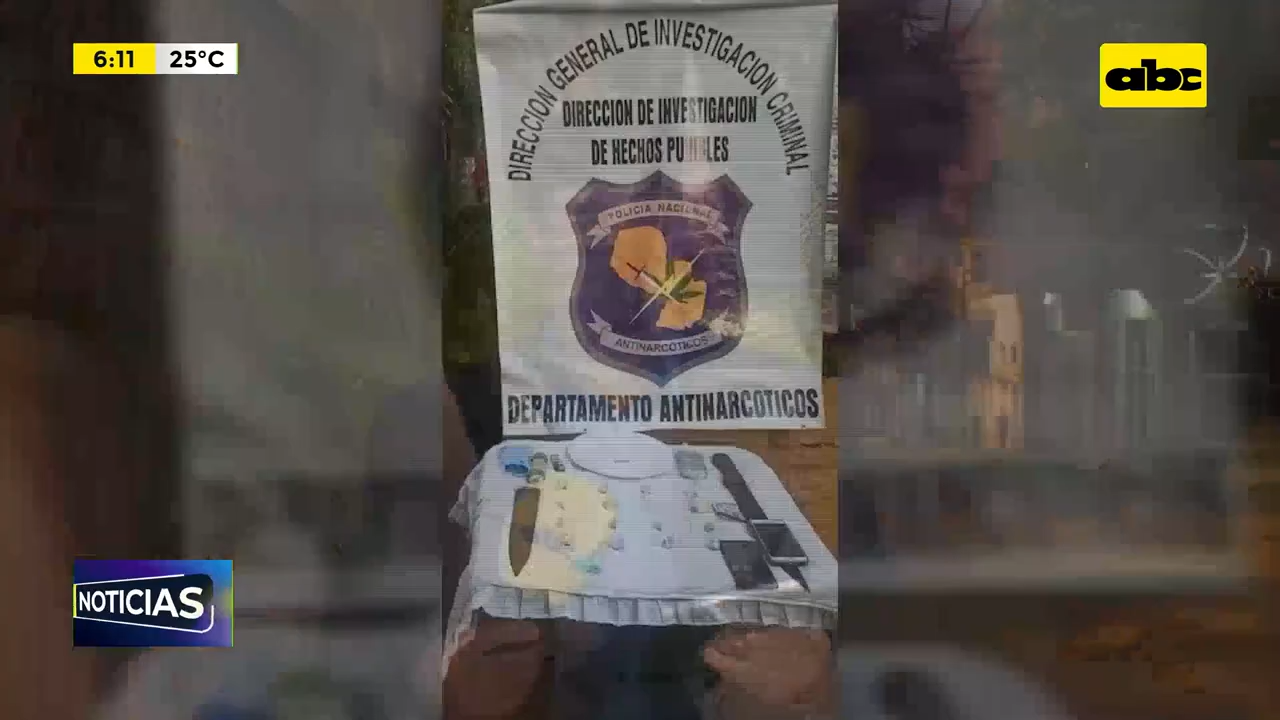 6:11 25°C
abc
DIRECCION GENERAL DE INVESTIGACION CRIMINAL
DIRECCION DE INVESTIGACION
DE HECHOS PUNIBLES
POLICIA NACIONAL
ANTINARCOTICOS
DEPARTAMENTO ANTINARCOTICOS
NOTICIAS